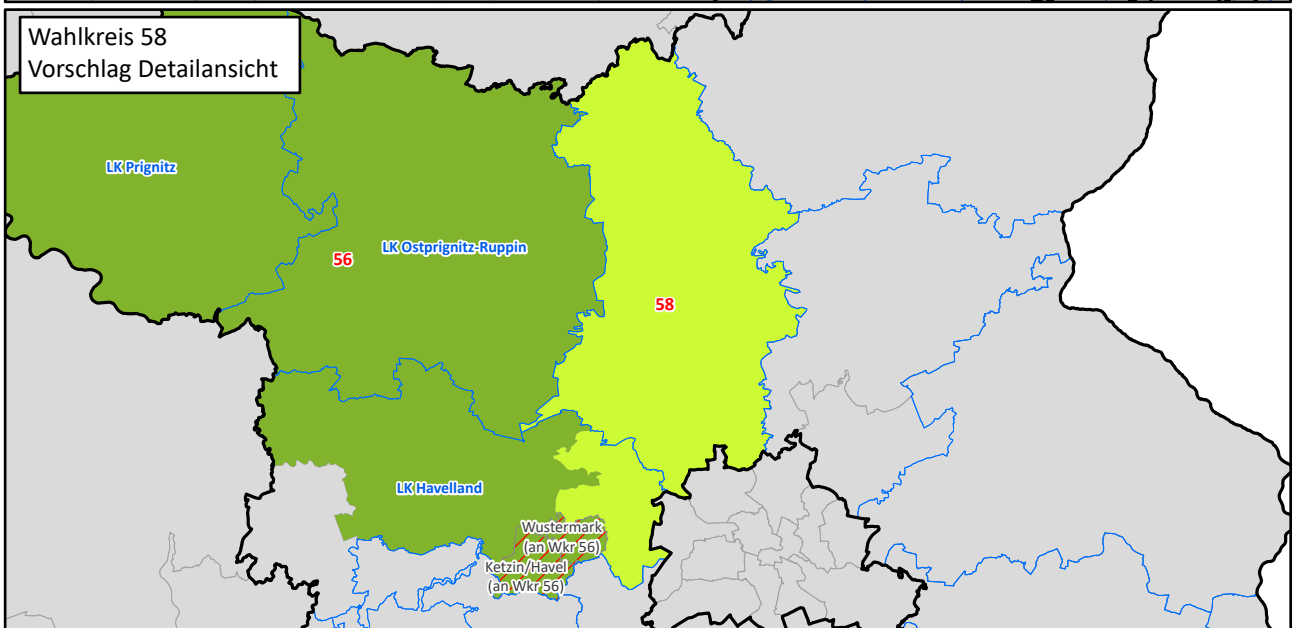 Wahlkreis 58
Vorschlag Detailansicht
LK Prignitz
56
LK Ostprignitz-Ruppin
58
LK Havelland
Wustermark
(an Wkr 56)
Ketzin/Havel
(an Wkr 56)